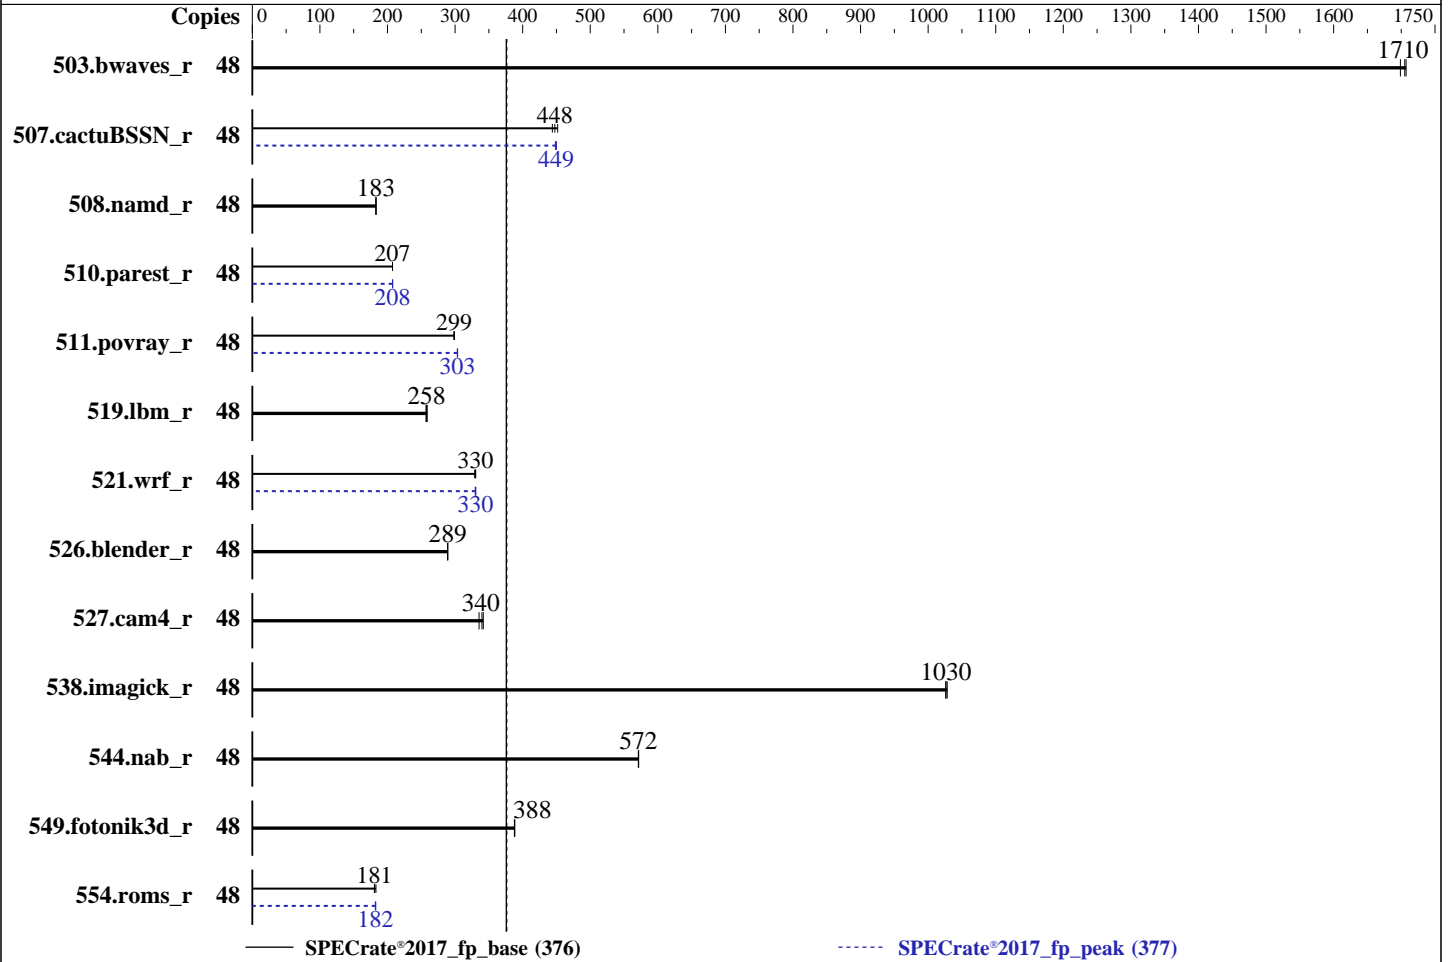 Copies 0 100 200 300 400 500 600 700 800 900 1000 1100 1200 1300 1400 1500 1600 1750
503.bwaves_r 48 1710
507.cactuBSSN_r 48 448
449
508.namd_r 48 183
510.parest_r 48 207
208
511.povray_r 48 299
303
519.lbm_r 48 258
521.wrf_r 48 330
330
526.blender_r 48 289
527.cam4_r 48 340
538.imagick_r 48 1030
544.nab_r 48 572
549.fotonik3d_r 48 388
554.roms_r 48 181
182
SPECrate®2017_fp_base (376) SPECrate®2017_fp_peak (377)